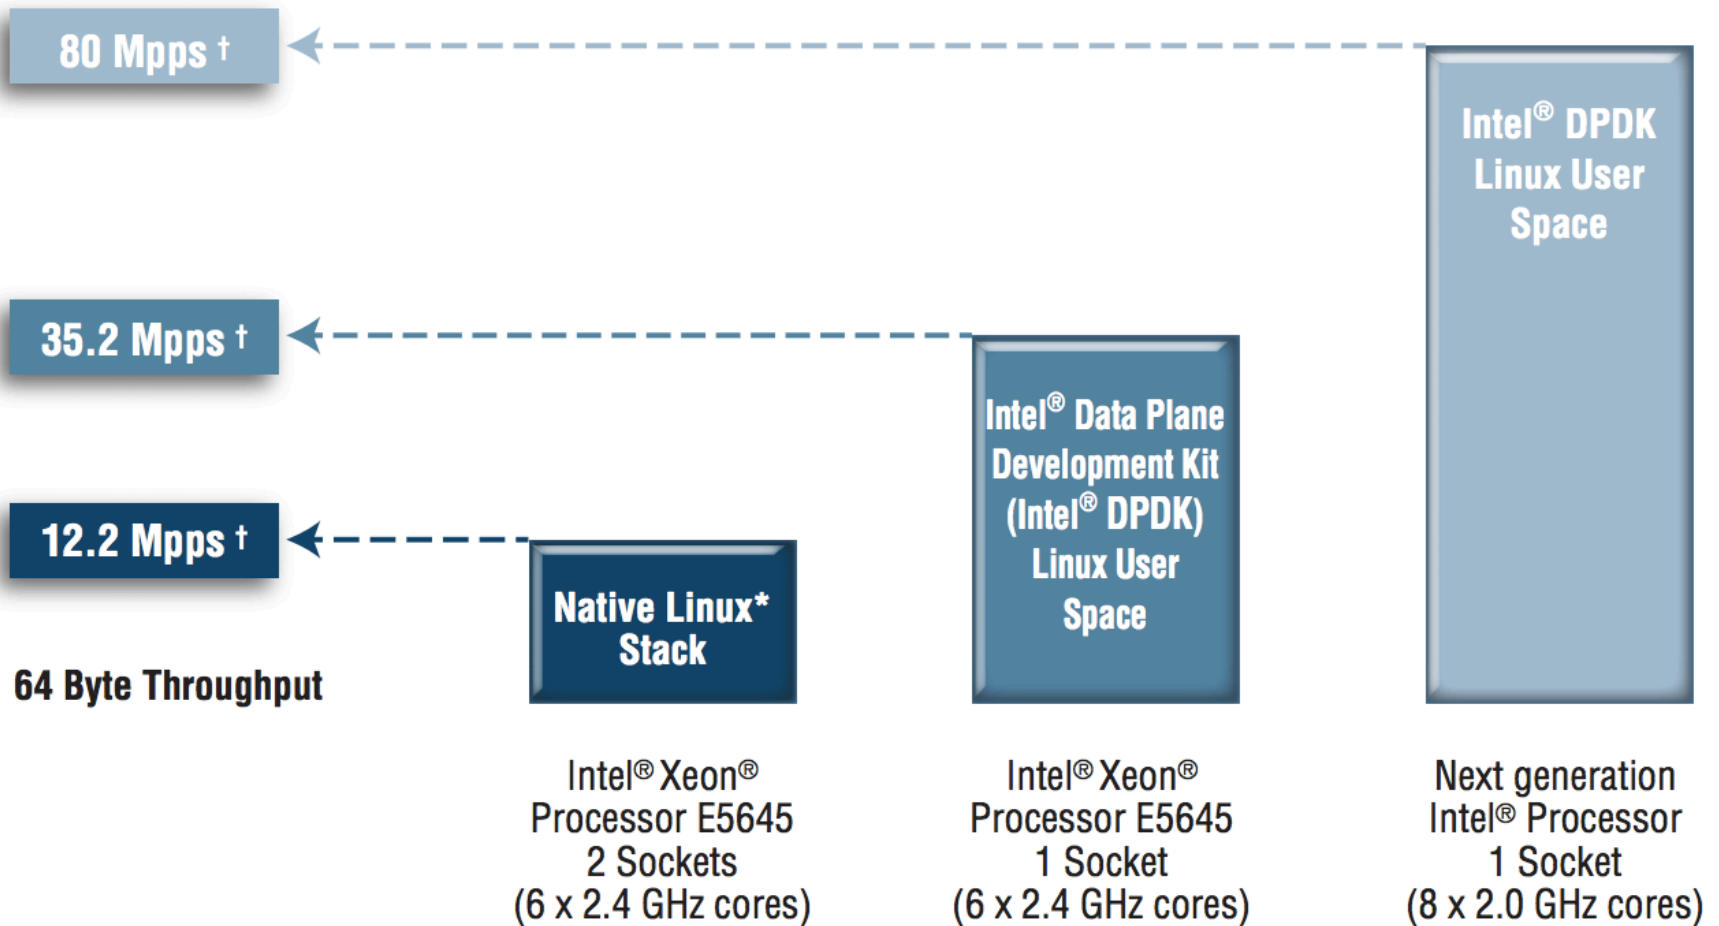 80 Mpps †
Intel® DPDK
Linux User
Space
35.2 Mpps †
Intel® Data Plane
Development Kit
(Intel® DPDK)
Linux User
Space
12.2 Mpps †
Native Linux*
Stack
64 Byte Throughput
Intel® Xeon®
Processor E5645
2 Sockets
(6 x 2.4 GHz cores)
Intel® Xeon®
Processor E5645
1 Socket
(6 x 2.4 GHz cores)
Next generation
Intel® Processor
1 Socket
(8 x 2.0 GHz cores)